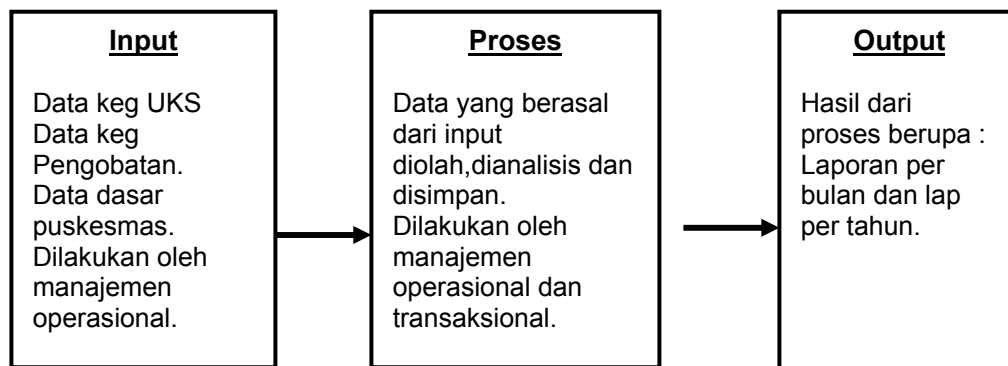 Input
Data keg UKS
Data keg
Pengobatan.
Data dasar
puskesmas.
Dilakukan oleh
manajemen
operasional.
Proses
Data yang berasal
dari input
diolah,dianalisis dan
disimpan.
Dilakukan oleh
manajemen
operasional dan
transaksional.
Output
Hasil dari
proses berupa :
Laporan per
bulan dan lap
per tahun.